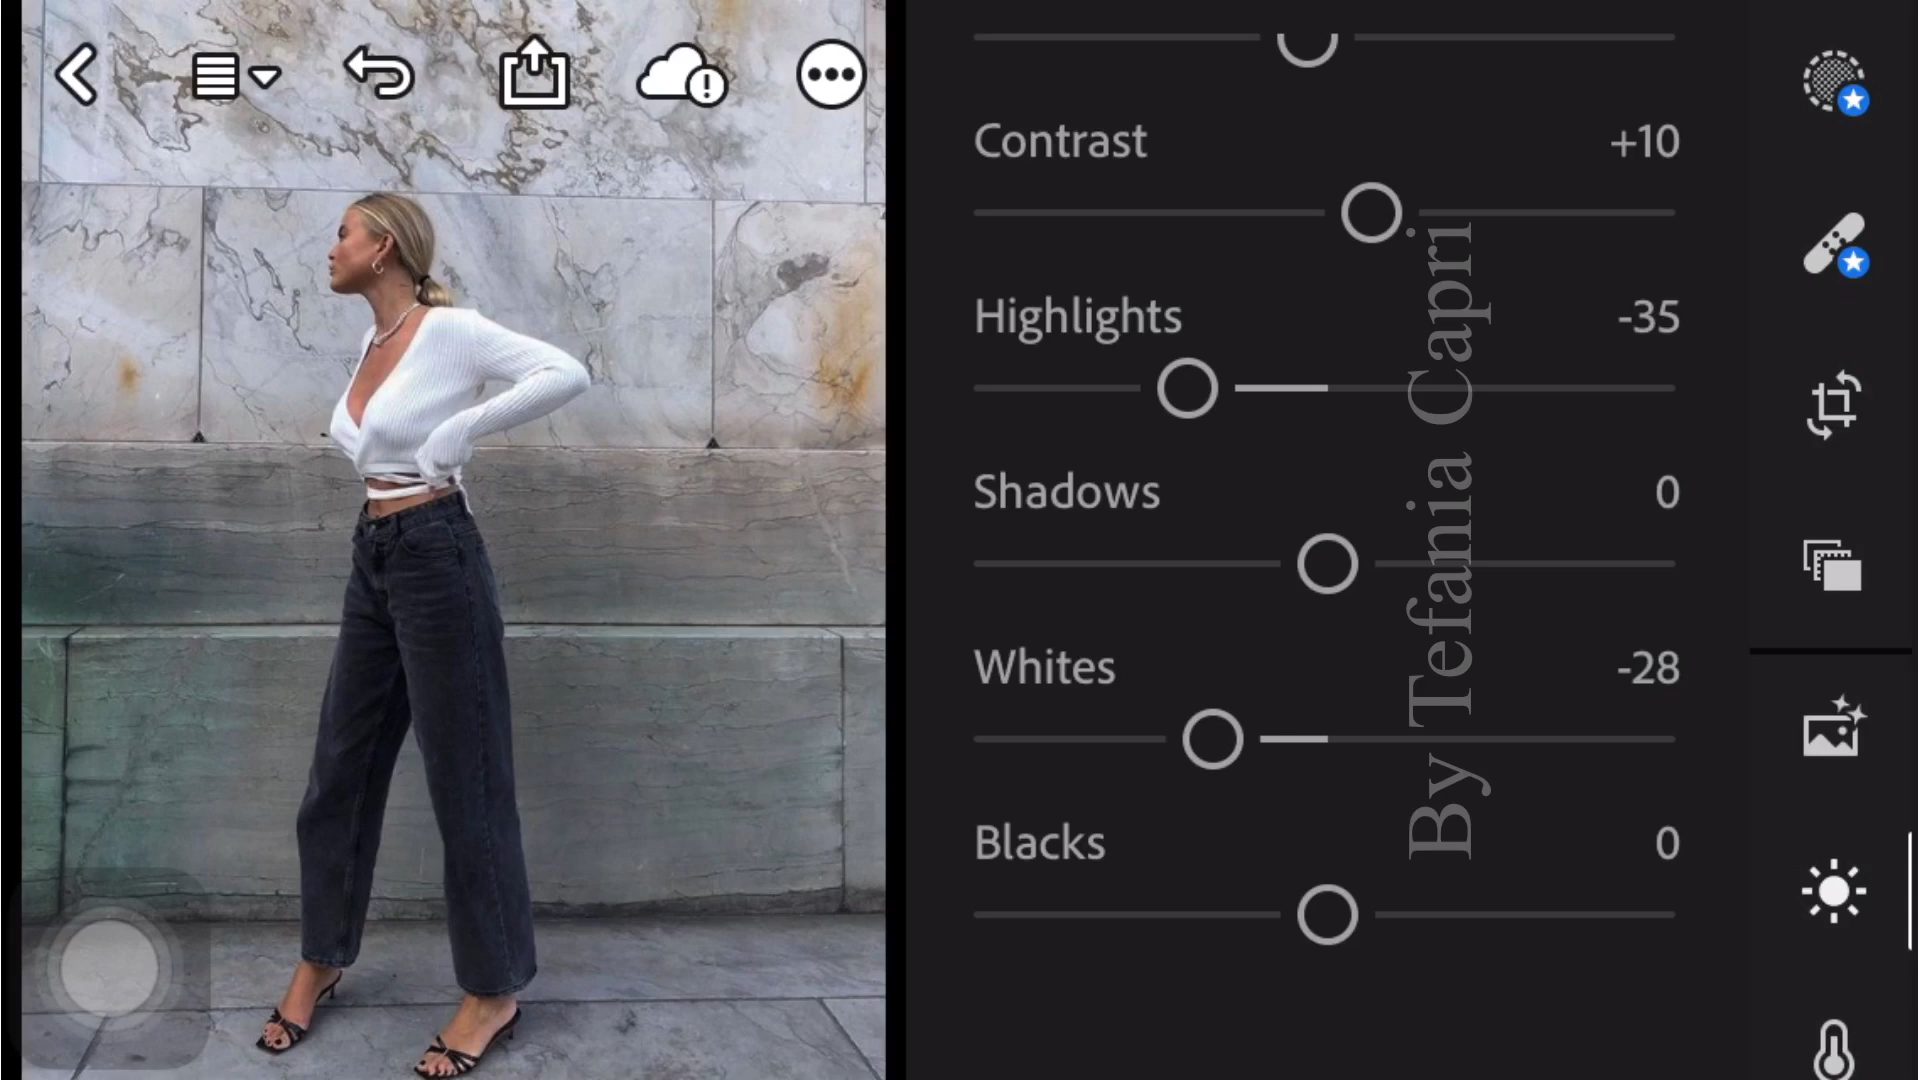 Contrast +10
Highlights -35
Shadows 0
Whites -28
Blacks 0
By Tefania Capri